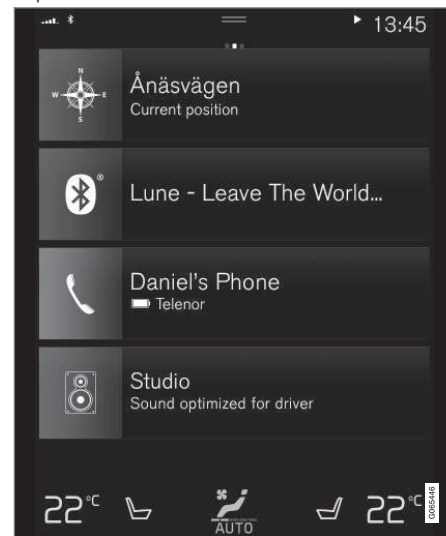 13:45
N
W E
S
Ånäsvägen
Current position
Lune - Leave The World...
Daniel's Phone
Telenor
Studio
Sound optimized for driver
22°C
AUTO
22°C
G065446